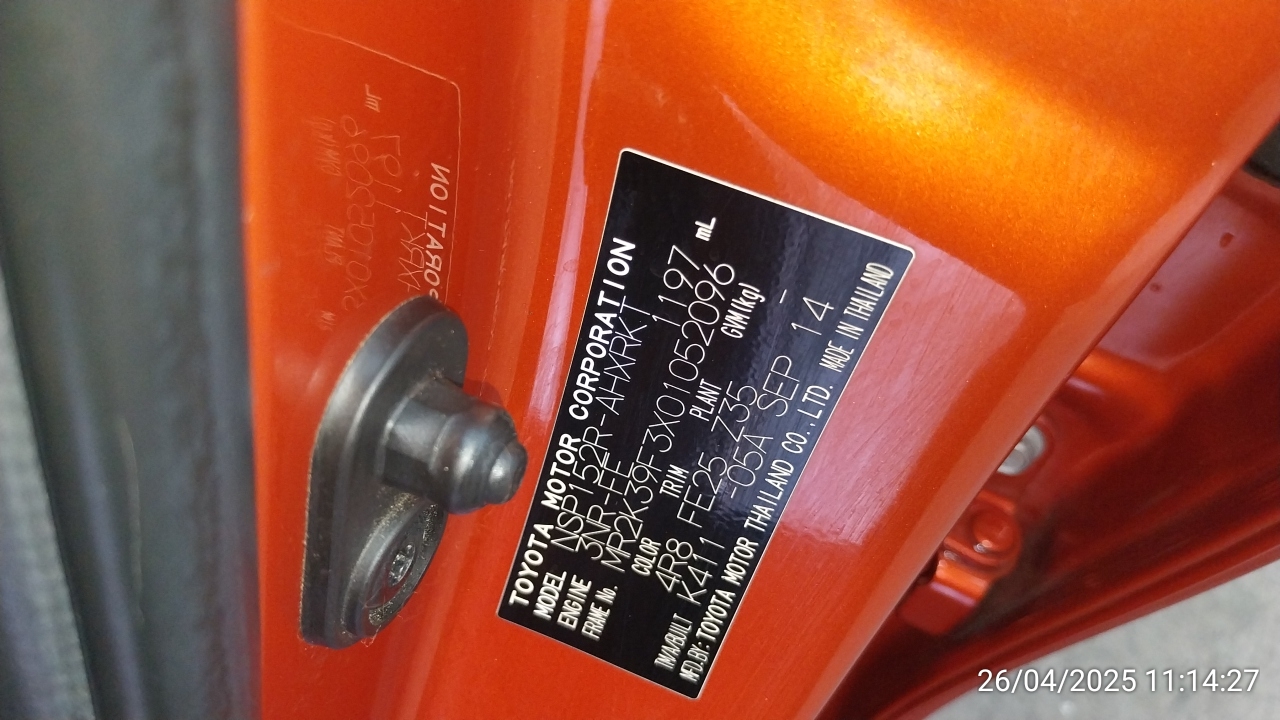 TOYOTA MOTOR CORPORATION
MODEL NSP152R-AHXRKT
ENGINE 3NR-FE 1197 mL
FRAME No. MR2K39F3X01052096
COLOR TRIM PLANT GVM(kg)
4R8 FE25 Z35 -
TMA/BUILT K411 -05A SEP 14
MFD.BY: TOYOTA MOTOR THAILAND CO.,LTD. MADE IN THAILAND
26/04/2025 11:14:27